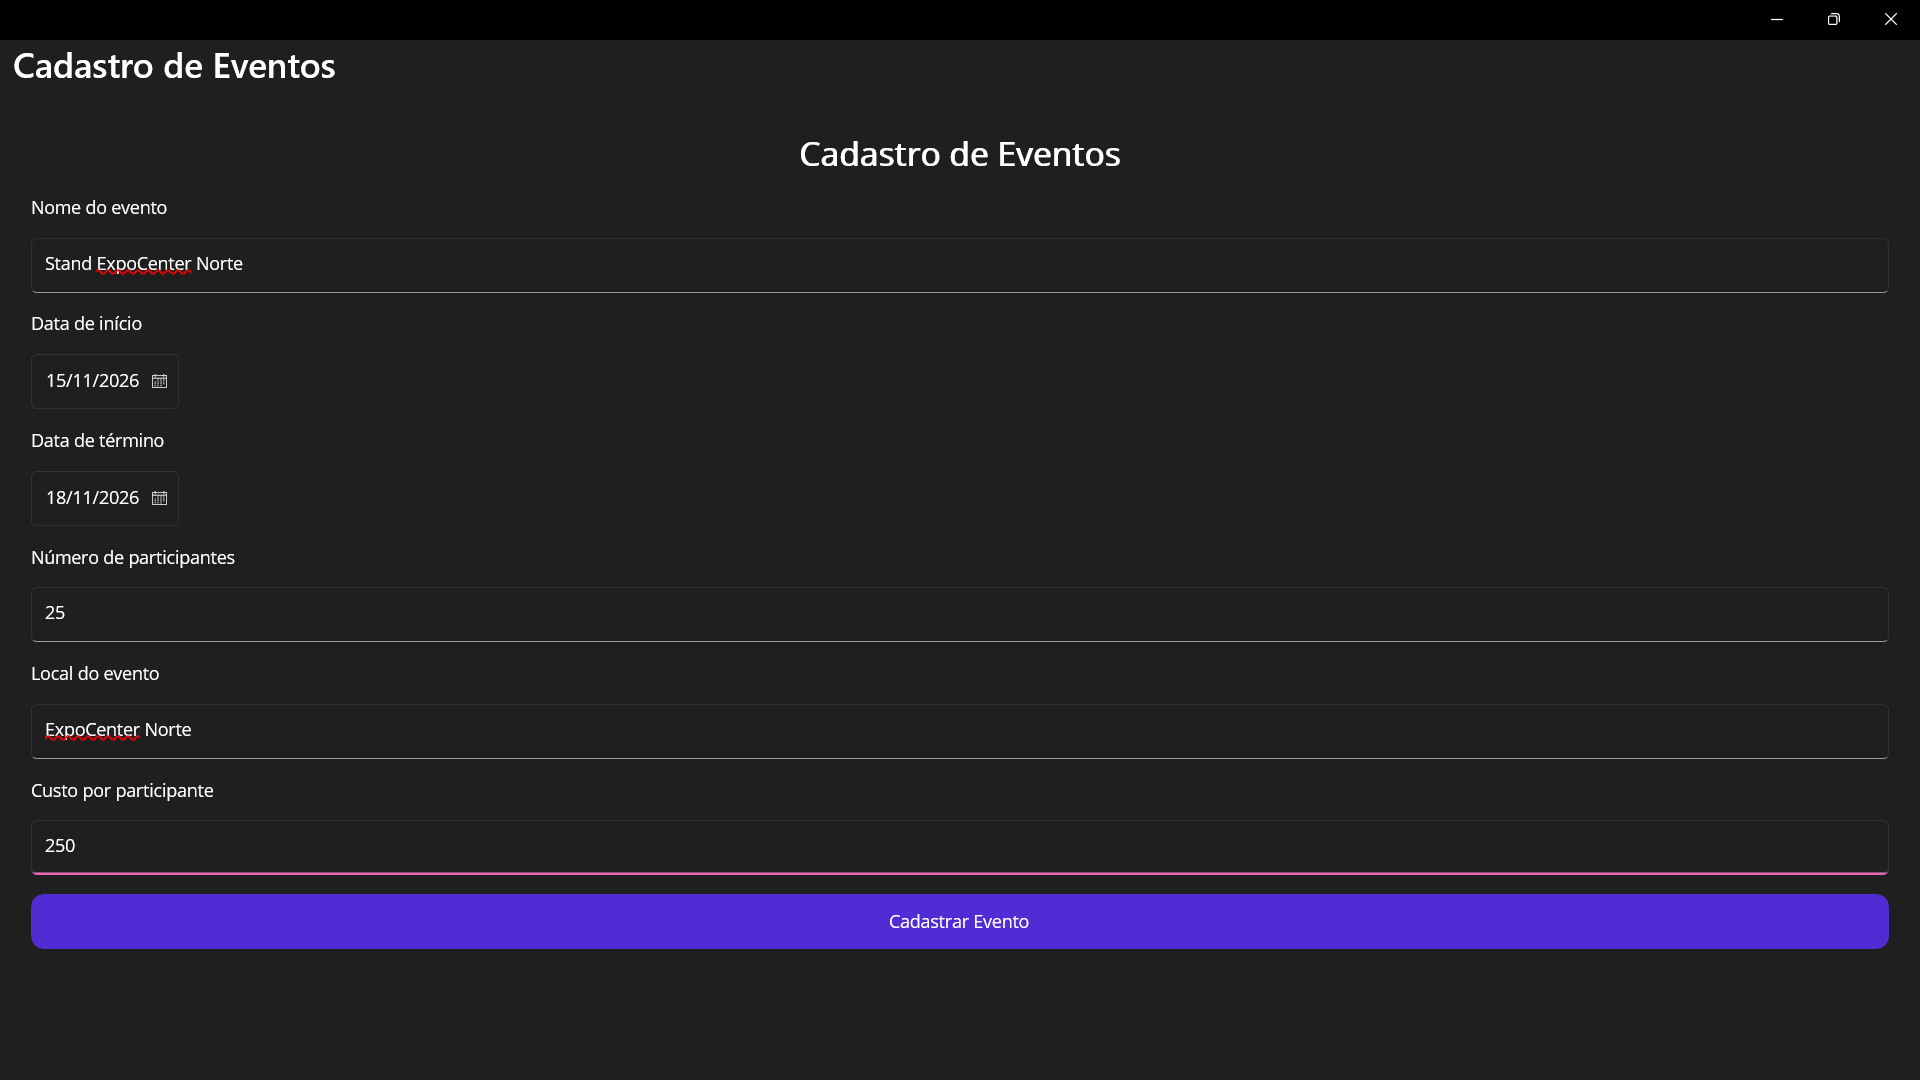 Cadastro de Eventos
Cadastro de Eventos
Nome do evento
Stand ExpoCenter Norte
Data de início
15/11/2026
Data de término
18/11/2026
Número de participantes
25
Local do evento
ExpoCenter Norte
Custo por participante
250
Cadastrar Evento